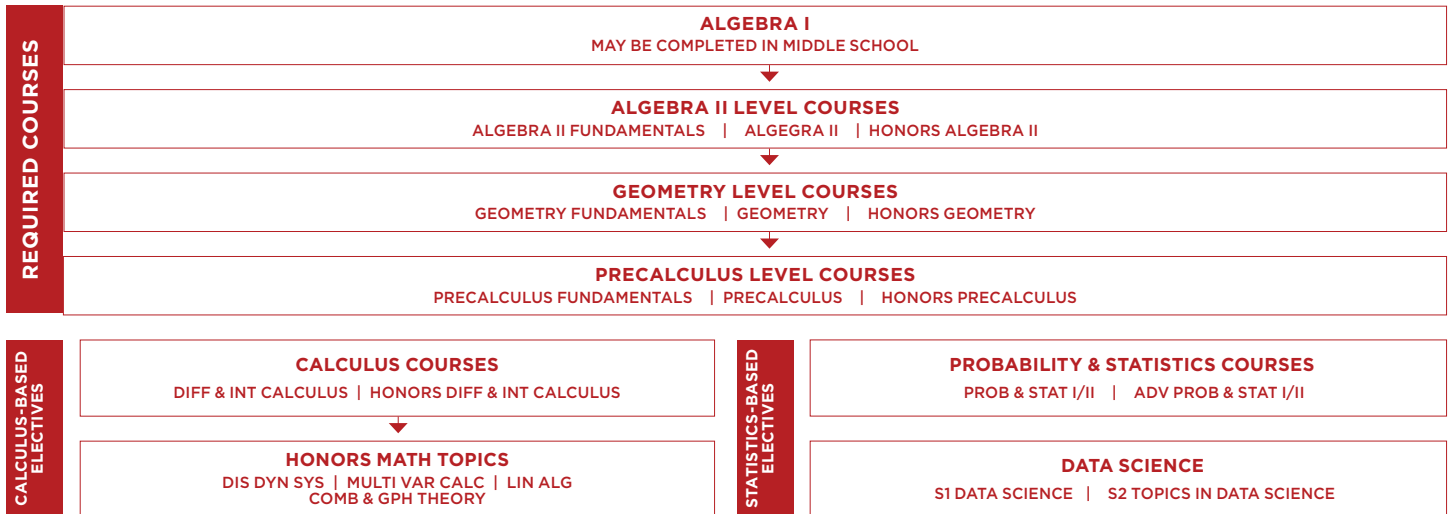 REQUIRED COURSES
ALGEBRA I
MAY BE COMPLETED IN MIDDLE SCHOOL
ALGEBRA II LEVEL COURSES
ALGEBRA II FUNDAMENTALS | ALGEGRA II | HONORS ALGEBRA II
GEOMETRY LEVEL COURSES
GEOMETRY FUNDAMENTALS | GEOMETRY | HONORS GEOMETRY
PRECALCULUS LEVEL COURSES
PRECALCULUS FUNDAMENTALS | PRECALCULUS | HONORS PRECALCULUS
CALCULUS-BASED
ELECTIVES
CALCULUS COURSES
DIFF & INT CALCULUS | HONORS DIFF & INT CALCULUS
HONORS MATH TOPICS
DIS DYN SYS | MULTI VAR CALC | LIN ALG
COMB & GPH THEORY
STATISTICS-BASED
ELECTIVES
PROBABILITY & STATISTICS COURSES
PROB & STAT I/II | ADV PROB & STAT I/II
DATA SCIENCE
S1 DATA SCIENCE | S2 TOPICS IN DATA SCIENCE